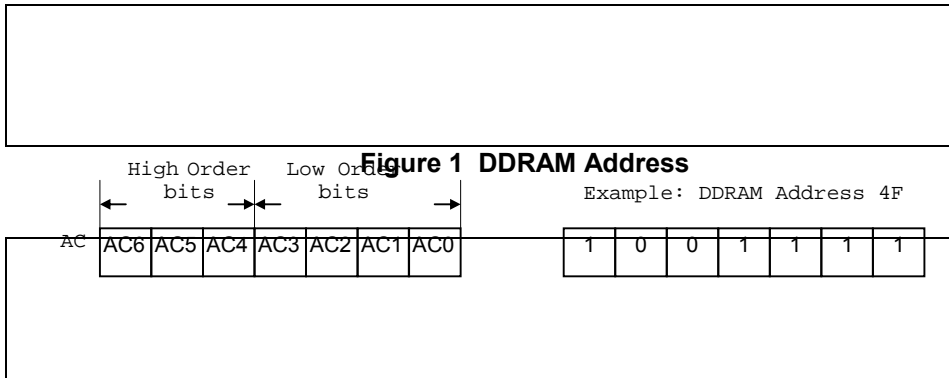 Figure 1 DDRAM Address
High Order bits
Low Order bits
Example: DDRAM Address 4F
AC AC6 AC5 AC4 AC3 AC2 AC1 AC0
1 0 0 1 1 1 1